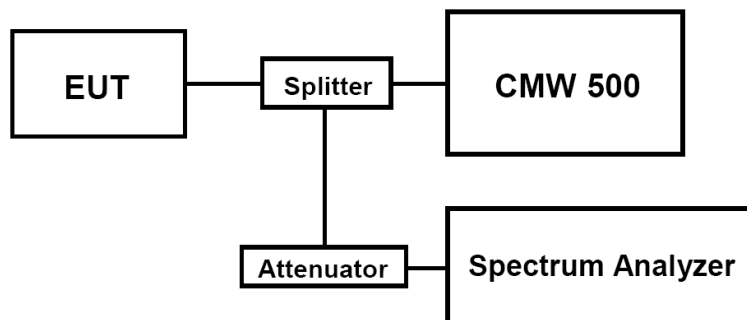 EUT
Splitter
CMW 500
Attenuator
Spectrum Analyzer